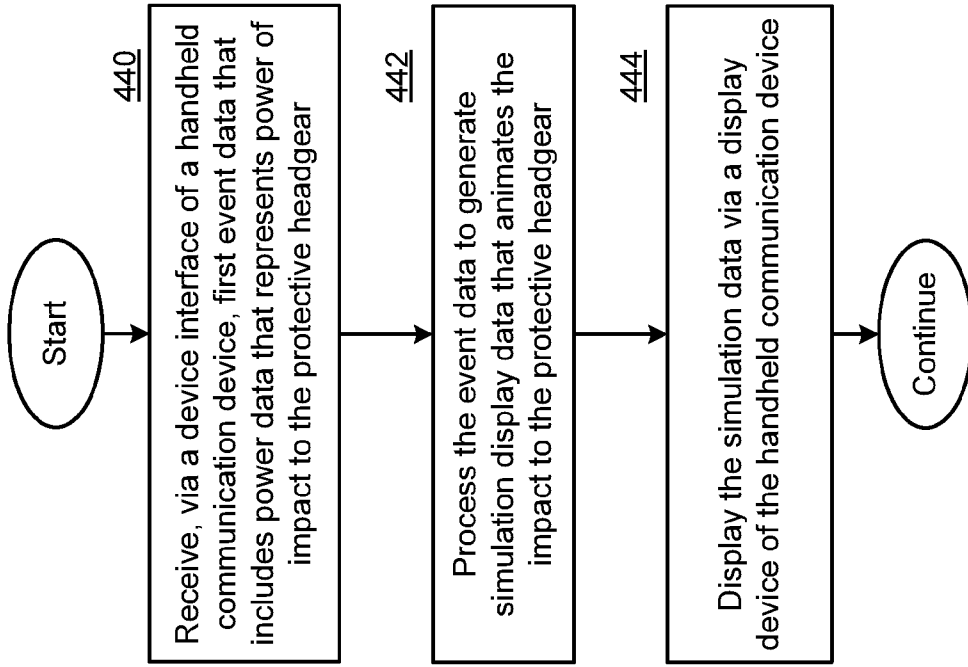 Start
440
Receive, via a device interface of a handheld
communication device, first event data that
includes power data that represents power of
impact to the protective headgear
442
Process the event data to generate
simulation display data that animates the
impact to the protective headgear
444
Display the simulation data via a display
device of the handheld communication device
Continue